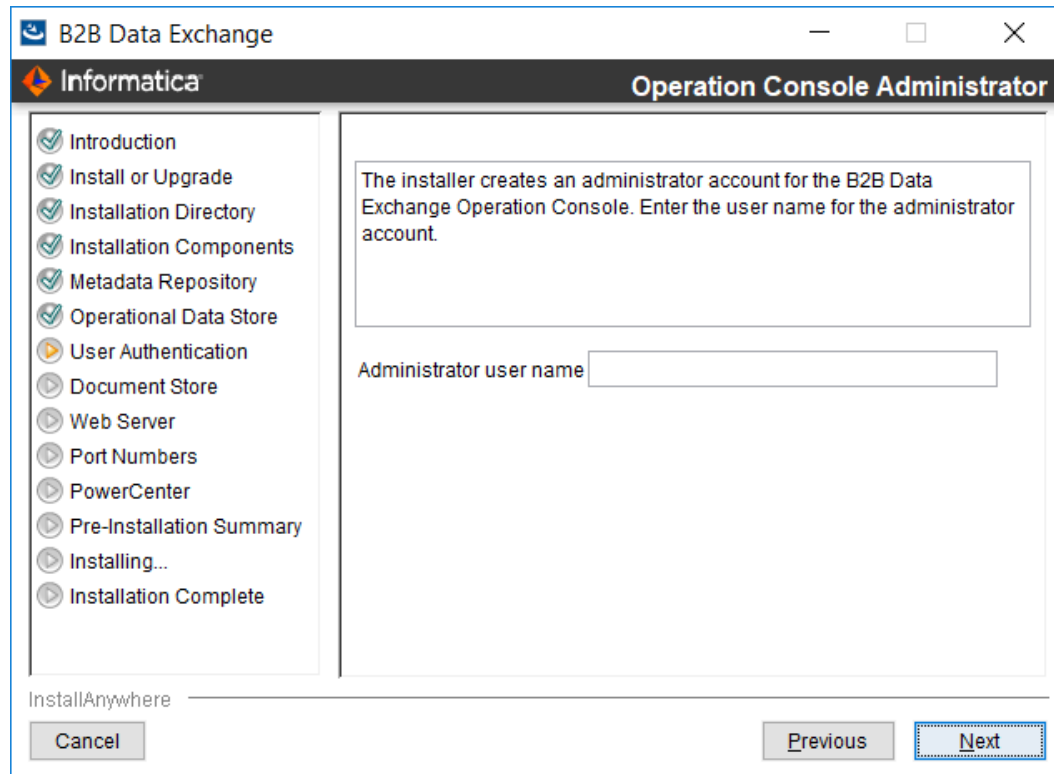 B2B Data Exchange
Informatica
Operation Console Administrator
Introduction
Install or Upgrade
Installation Directory
Installation Components
Metadata Repository
Operational Data Store
User Authentication
Document Store
Web Server
Port Numbers
PowerCenter
Pre-Installation Summary
Installing...
Installation Complete
The installer creates an administrator account for the B2B Data
Exchange Operation Console. Enter the user name for the administrator
account.
Administrator user name
InstallAnywhere
Cancel
Previous
Next